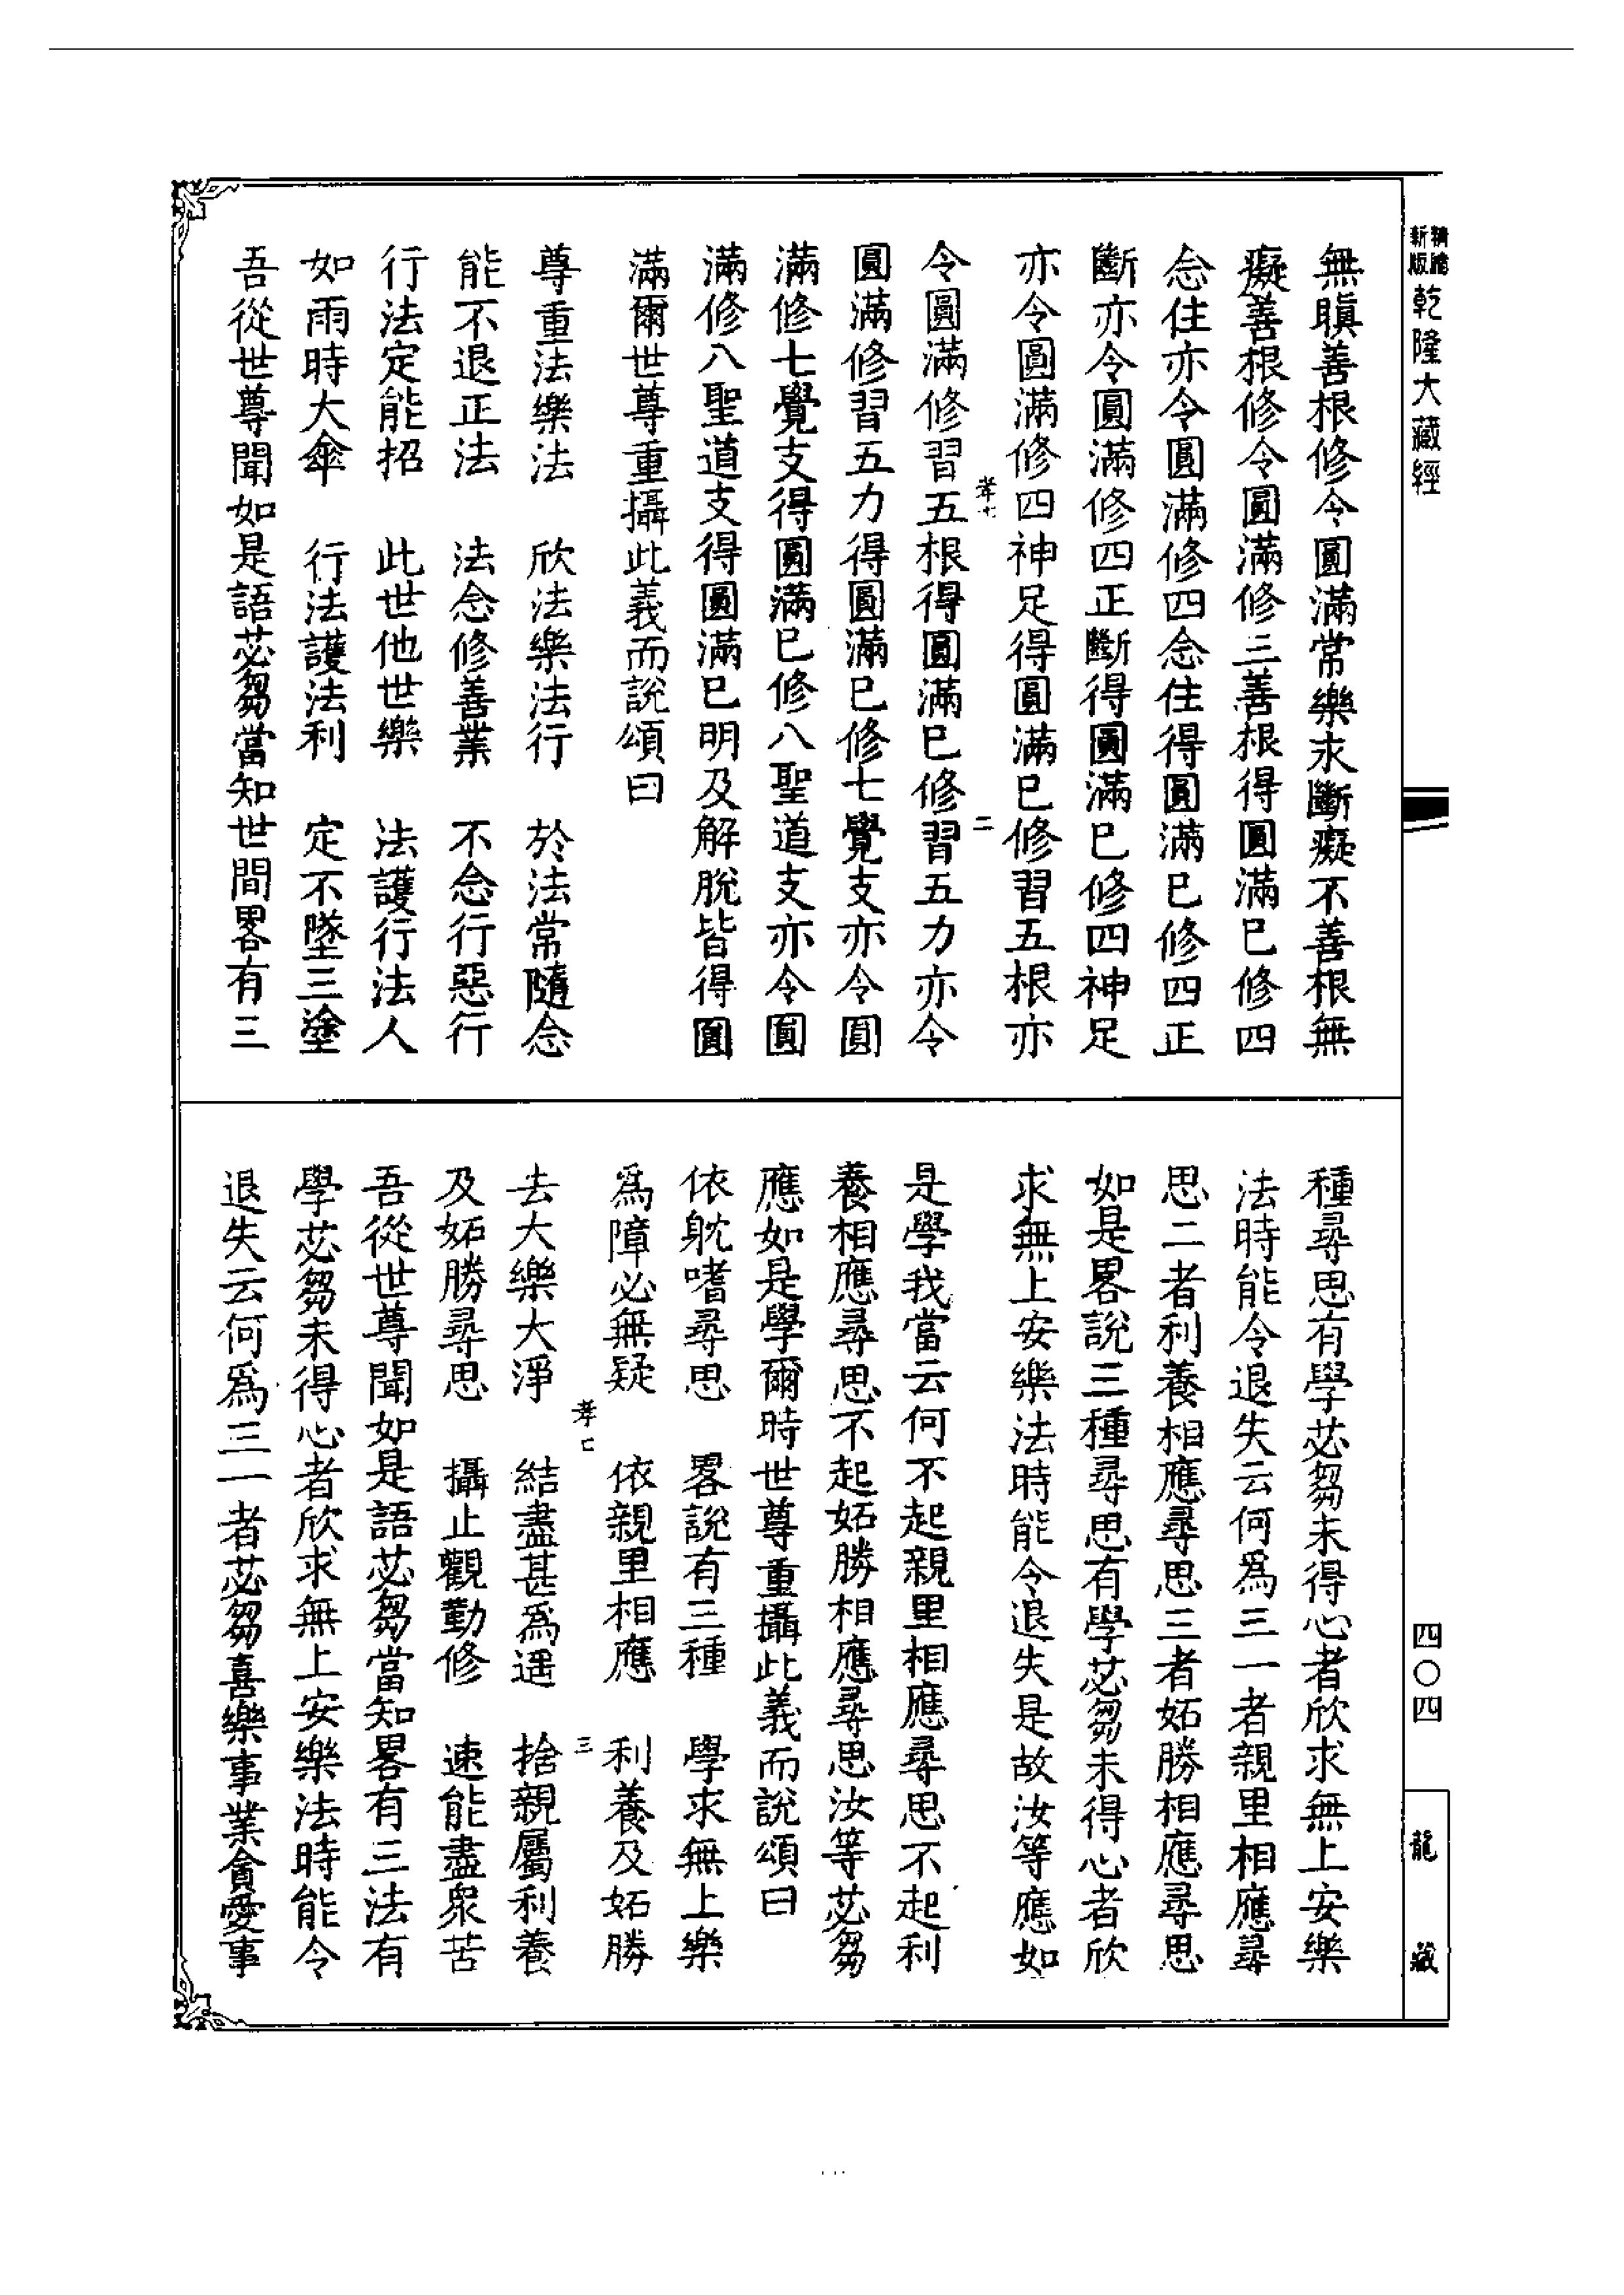 精繪
新版
乾隆大藏經
無瞋善根修令圓滿常樂永斷癡不善根無
癡善根修令圓滿修三善根得圓滿已修四
念住亦令圓滿修四念住得圓滿已修四正
斷亦令圓滿修四正斷得圓滿已修四神足
亦令圓滿修四神足得圓滿已修習五根亦
孝七
二
令圓滿修習五根得圓滿已修習五力亦令
圓滿修習五力得圓滿已修七覺支亦令圓
滿修七覺支得圓滿已修八聖道支亦令圓
滿修八聖道支得圓滿已明及解脫皆得圓
滿爾世尊重攝此義而說頌曰
尊重法樂法　欣法樂法行　於法常隨念
能不退正法　法念修善業　不念行惡行
行法定能招　此世他世樂　法護行法人
如雨時大傘　行法護法利　定不墜三塗
吾從世尊聞如是語苾芻當知世間畧有三
種尋思有學苾芻未得心者欣求無上安樂
法時能令退失云何爲三一者親里相應尋
思二者利養相應尋思三者妬勝相應尋思
如是畧說三種尋思有學苾芻未得心者欣
求無上安樂法時能令退失是故汝等應如
是學我當云何不起親里相應尋思不起利
養相應尋思不起妬勝相應尋思汝等苾芻
應如是學爾時世尊重攝此義而說頌曰
依躭嗜尋思　畧說有三種　學求無上樂
爲障必無疑　依親里相應　利養及妬勝
孝七
三
去大樂大淨　結盡甚爲遥　捨親屬利養
及妬勝尋思　攝止觀勤修　速能盡衆苦
吾從世尊聞如是語苾芻當知畧有三法有
學苾芻未得心者欣求無上安樂法時能令
退失云何爲三一者苾芻喜樂事業貪愛事
四〇四
龍藏